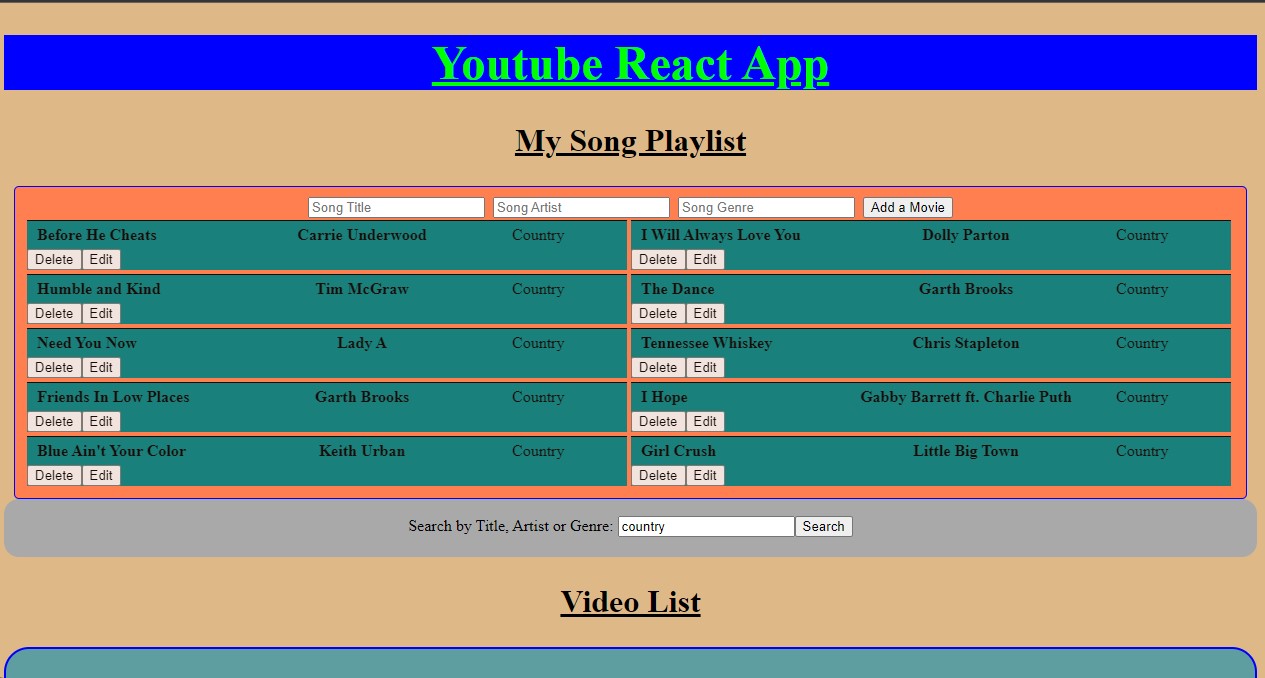 Youtube React App
My Song Playlist
Song Title Song Artist Song Genre Add a Movie
Before He Cheats Carrie Underwood Country I Will Always Love You Dolly Parton Country
Delete Edit Delete Edit
Humble and Kind Tim McGraw Country The Dance Garth Brooks Country
Delete Edit Delete Edit
Need You Now Lady A Country Tennessee Whiskey Chris Stapleton Country
Delete Edit Delete Edit
Friends In Low Places Garth Brooks Country I Hope Gabby Barrett ft. Charlie Puth Country
Delete Edit Delete Edit
Blue Ain't Your Color Keith Urban Country Girl Crush Little Big Town Country
Delete Edit Delete Edit
Search by Title, Artist or Genre: country Search
Video List